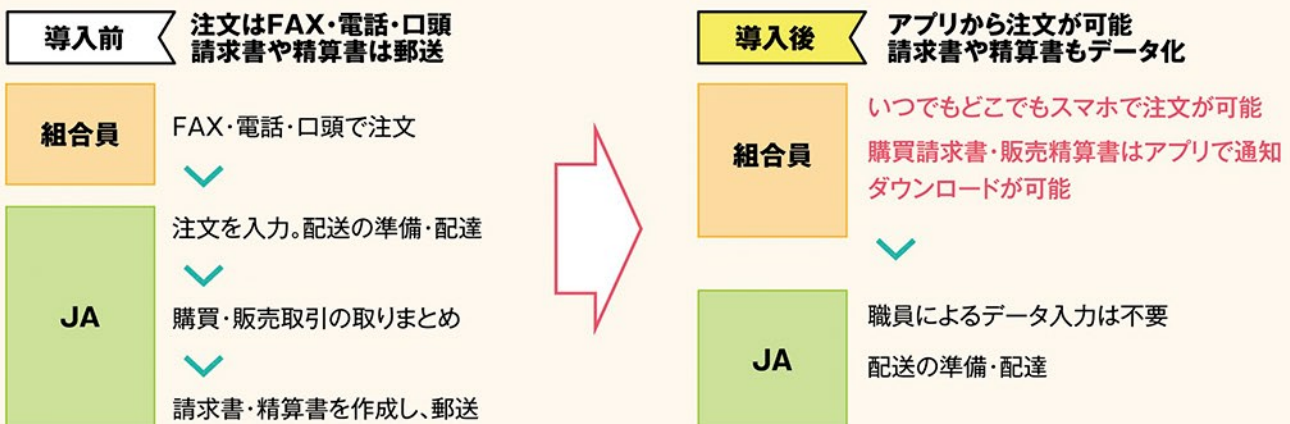 導入前
注文はFAX・電話・口頭
請求書や精算書は郵送
組合員
FAX・電話・口頭で注文
JA
注文を入力。配送の準備・配達
購買・販売取引の取りまとめ
請求書・精算書を作成し、郵送
導入後
アプリから注文が可能
請求書や精算書もデータ化
組合員
いつでもどこでもスマホで注文が可能
購買請求書・販売精算書はアプリで通知
ダウンロードが可能
JA
職員によるデータ入力は不要
配送の準備・配達